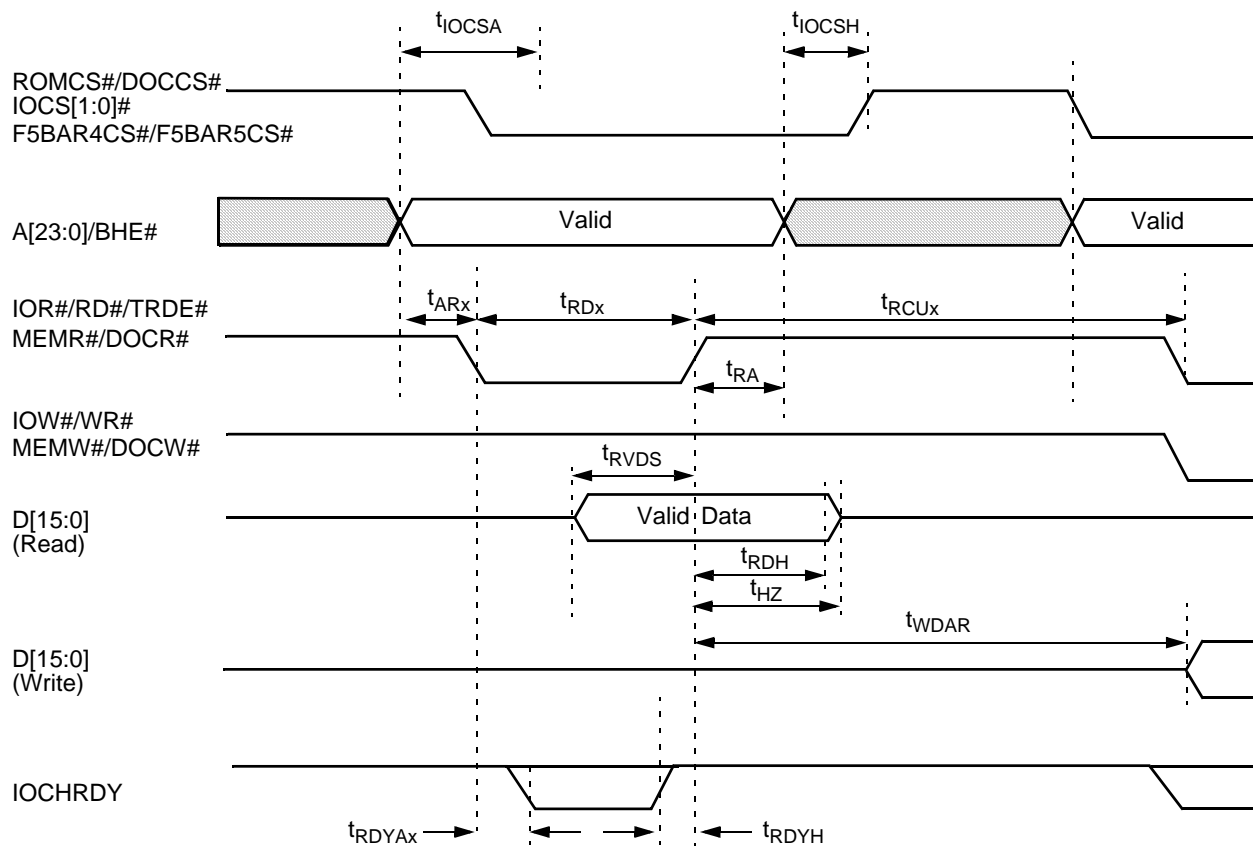 tIOCSA
tIOCSH
ROMCS#/DOCCS#
IOCS[1:0]#
F5BAR4CS#/F5BAR5CS#
A[23:0]/BHE#
Valid
Valid
IOR#/RD#/TRDE#
MEMR#/DOCR#
tARx
tRDx
tRCUx
tRA
IOW#/WR#
MEMW#/DOCW#
tRVDS
D[15:0]
(Read)
Valid Data
tRDH
tHZ
tWDAR
D[15:0]
(Write)
IOCHRDY
tRDYAx
tRDYH